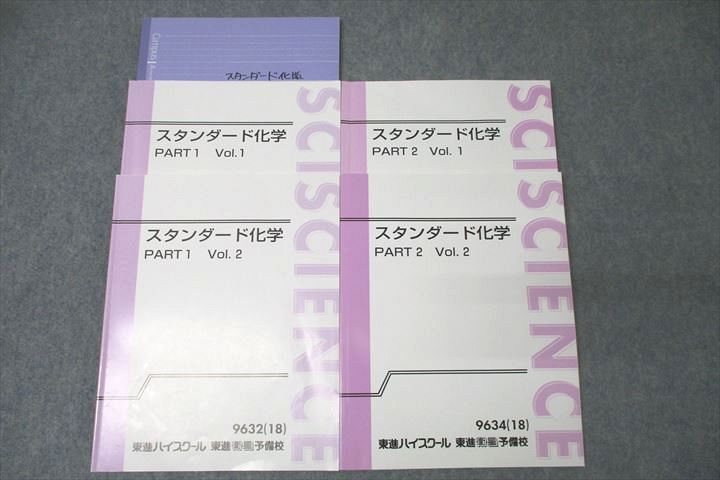 Campus
スタンダード化学
スタンダード化学
PART 1 Vol. 1
SCIENCE
スタンダード化学
PART 2 Vol. 1
SCIENCE
スタンダード化学
PART 1 Vol. 2
SCIENCE
9632(18)
東進ハイスクール 東進衛星予備校
スタンダード化学
PART 2 Vol. 2
SCIENCE
9634(18)
東進ハイスクール 東進衛星予備校